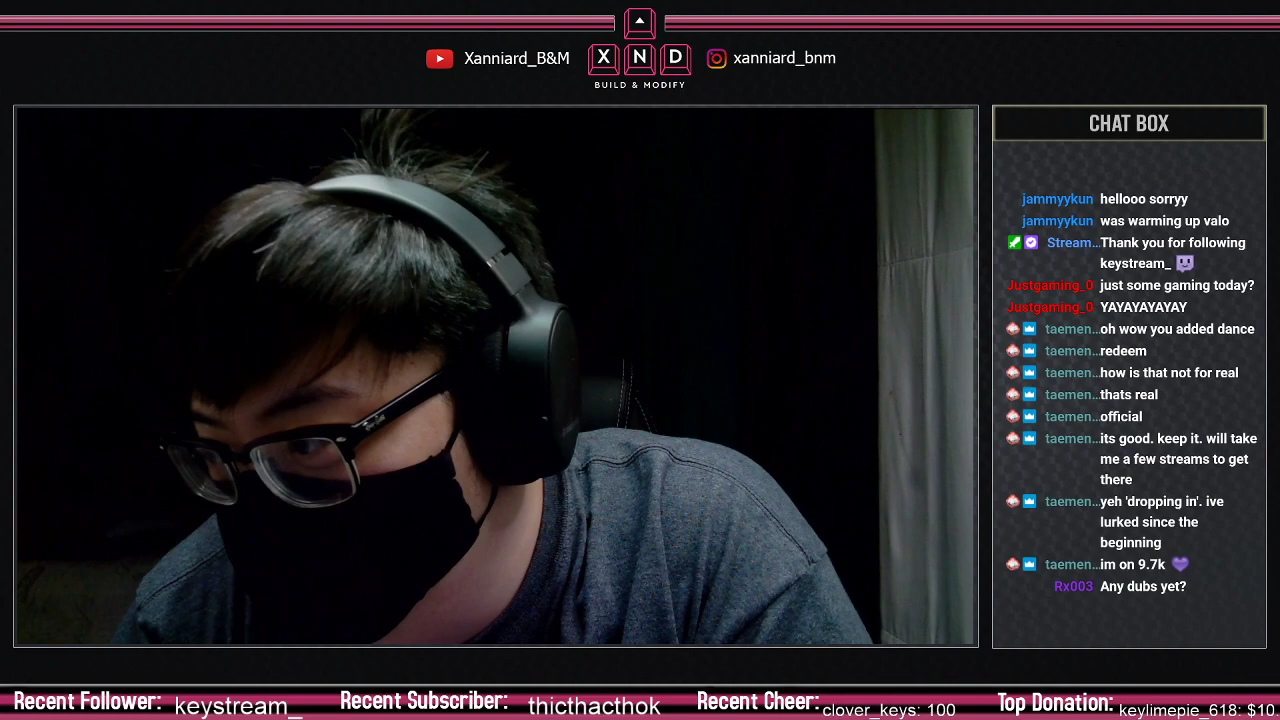 Xanniard_B&M
X N D
xanniard_bnm
BUILD & MODIFY
CHAT BOX
jammyykun hellooo sorryy
jammyykun was warming up valo
Stream... Thank you for following
keystream_
Justgaming_0 just some gaming today?
Justgaming_0 YAYAYAYAYAY
taemen... oh wow you added dance
taemen... redeem
taemen... how is that not for real
taemen... thats real
taemen... official
taemen... its good. keep it. will take
me a few streams to get
there
taemen... yeh 'dropping in'. ive
lurked since the
beginning
taemen... im on 9.7k
Rx003 Any dubs yet?
Recent Follower: keystream_ Recent Subscriber: thicthacthok Recent Cheer: clover_keys: 100 Top Donation: keylimepie_618: $10